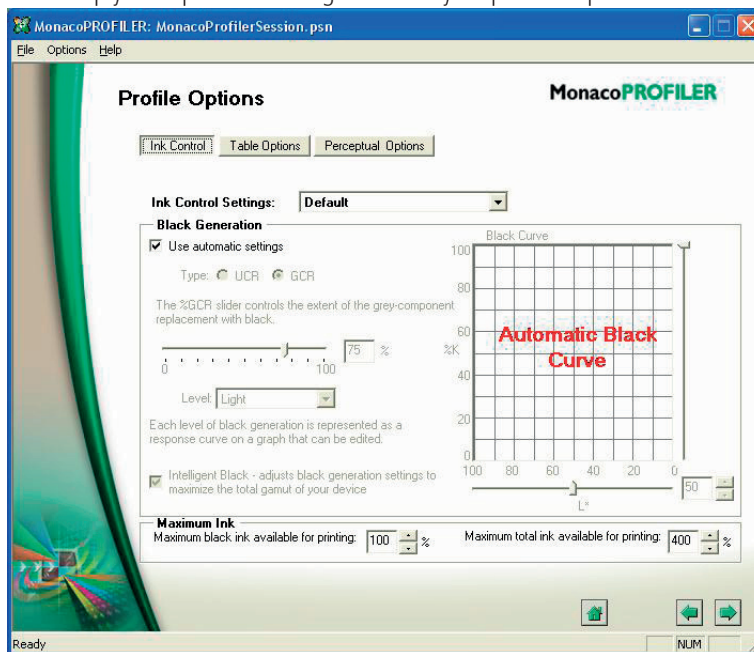 MonacoPROFILER: MonacoProfilerSession.psn
File Options Help
Profile Options
MonacoPROFILER
Ink Control Table Options Perceptual Options
Ink Control Settings: Default
Black Generation
Use automatic settings
Type: UCR GCR
The %GCR slider controls the extent of the grey-component
replacement with black.
75 %
0 100
Level: Light
Each level of black generation is represented as a
response curve on a graph that can be edited.
Intelligent Black - adjusts black generation settings to
maximize the total gamut of your device
Black Curve
100
80
60
%K
40
20
0
Automatic Black
Curve
100 80 60 40 20 0
50
L*
Maximum Ink
Maximum black ink available for printing: 100 %
Maximum total ink available for printing: 400 %
Ready
NUM